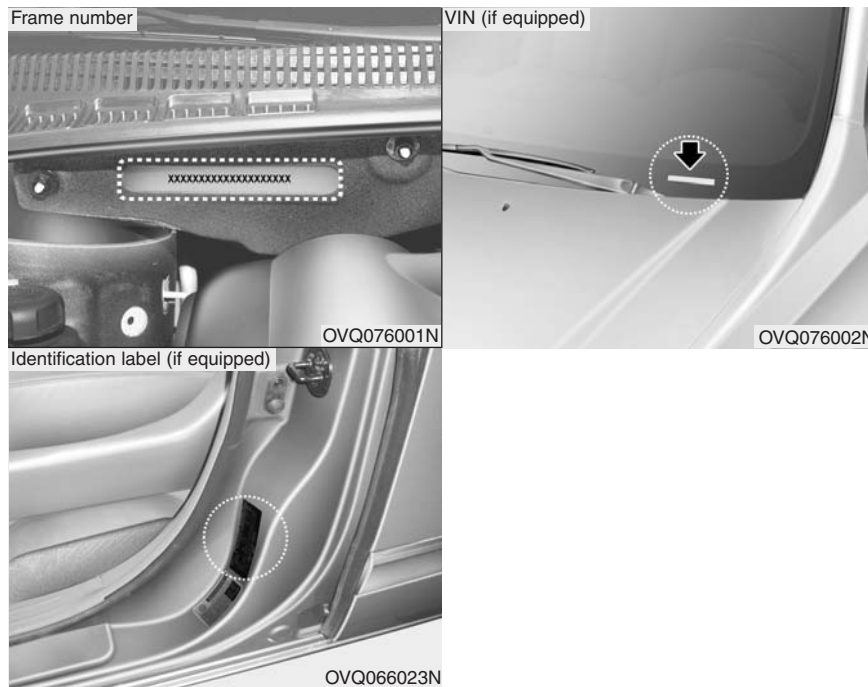 Frame number
XXXXXXXXXXXXXXXXXXXX
OVQ076001N
VIN (if equipped)
OVQ076002N
Identification label (if equipped)
OVQ066023N